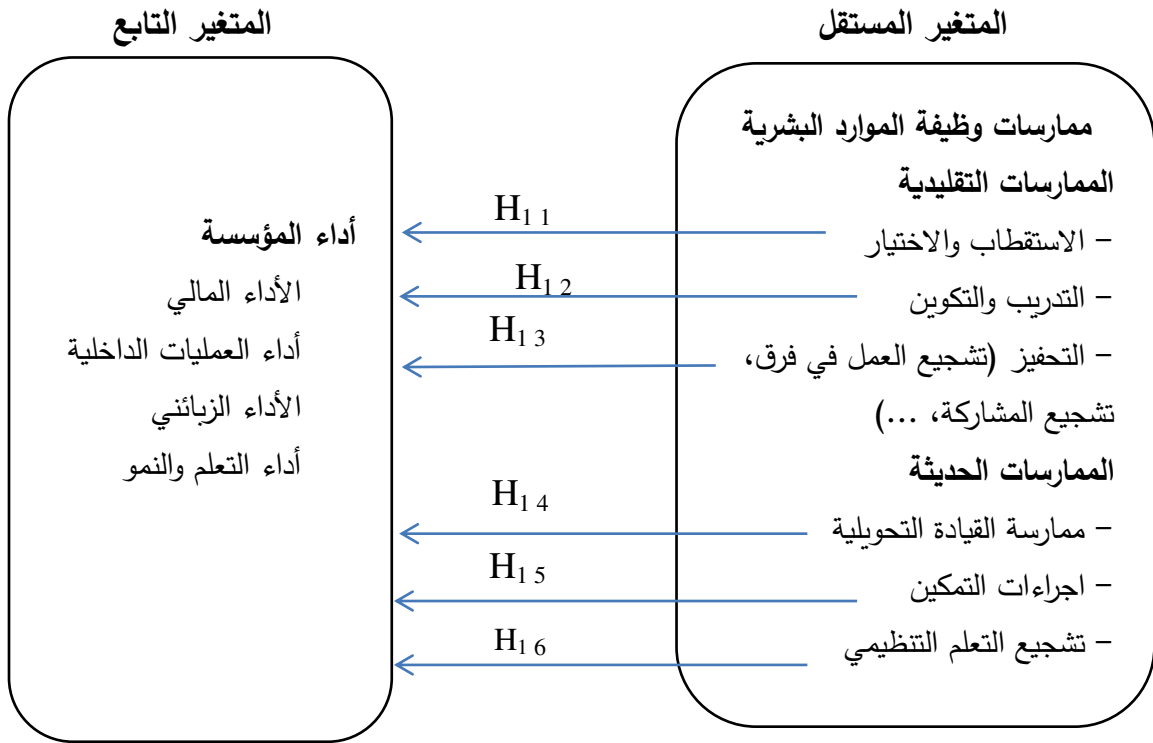 المتغير المستقل
ممارسات وظيفة الموارد البشرية
الممارسات التقليدية
- الاستقطاب والاختيار
- التدريب والتكوين
- التحفيز (تشجيع العمل في فرق،
تشجيع المشاركة، ...)
الممارسات الحديثة
- ممارسة القيادة التحويلية
- اجراءات التمكين
- تشجيع التعلم التنظيمي
H1 1
H1 2
H1 3
H1 4
H1 5
H1 6
المتغير التابع
أداء المؤسسة
الأداء المالي
أداء العمليات الداخلية
الأداء الزبائني
أداء التعلم والنمو